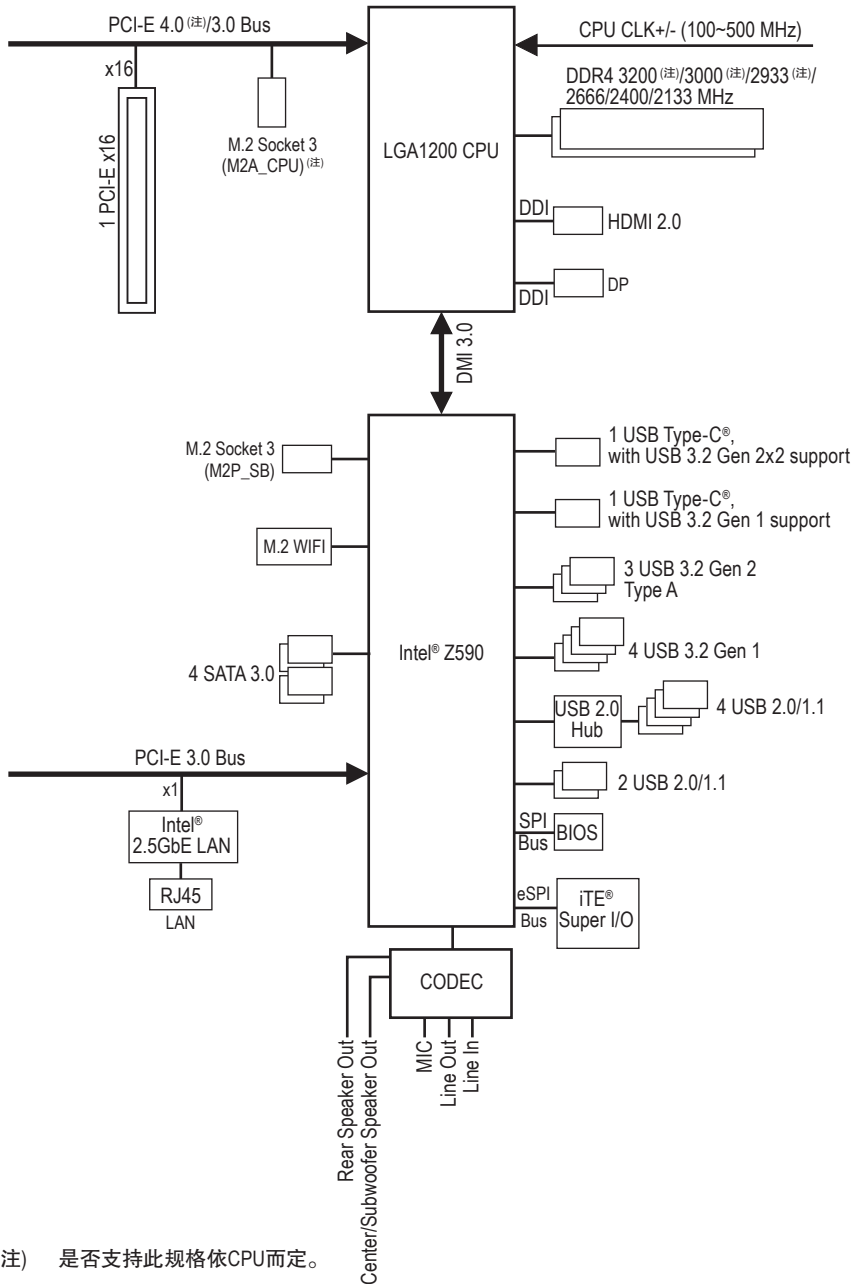 PCI-E 4.0 (注)/3.0 Bus
CPU CLK+/- (100~500 MHz)
x16
DDR4 3200 (注)/3000 (注)/2933 (注)/
2666/2400/2133 MHz
1 PCI-E x16
M.2 Socket 3
(M2A_CPU) (注)
LGA1200 CPU
DDI
HDMI 2.0
DP
DDI
DMI 3.0
M.2 Socket 3
(M2P_SB)
1 USB Type-C®,
with USB 3.2 Gen 2x2 support
1 USB Type-C®,
with USB 3.2 Gen 1 support
M.2 WIFI
3 USB 3.2 Gen 2
Type A
Intel® Z590
4 USB 3.2 Gen 1
4 SATA 3.0
USB 2.0
Hub
4 USB 2.0/1.1
PCI-E 3.0 Bus
x1
2 USB 2.0/1.1
Intel®
2.5GbE LAN
SPI
Bus
BIOS
RJ45
LAN
eSPI
Bus
iTE®
Super I/O
CODEC
Rear Speaker Out
Center/Subwoofer Speaker Out
MIC
Line Out
Line In
注) 是否支持此规格依CPU而定。